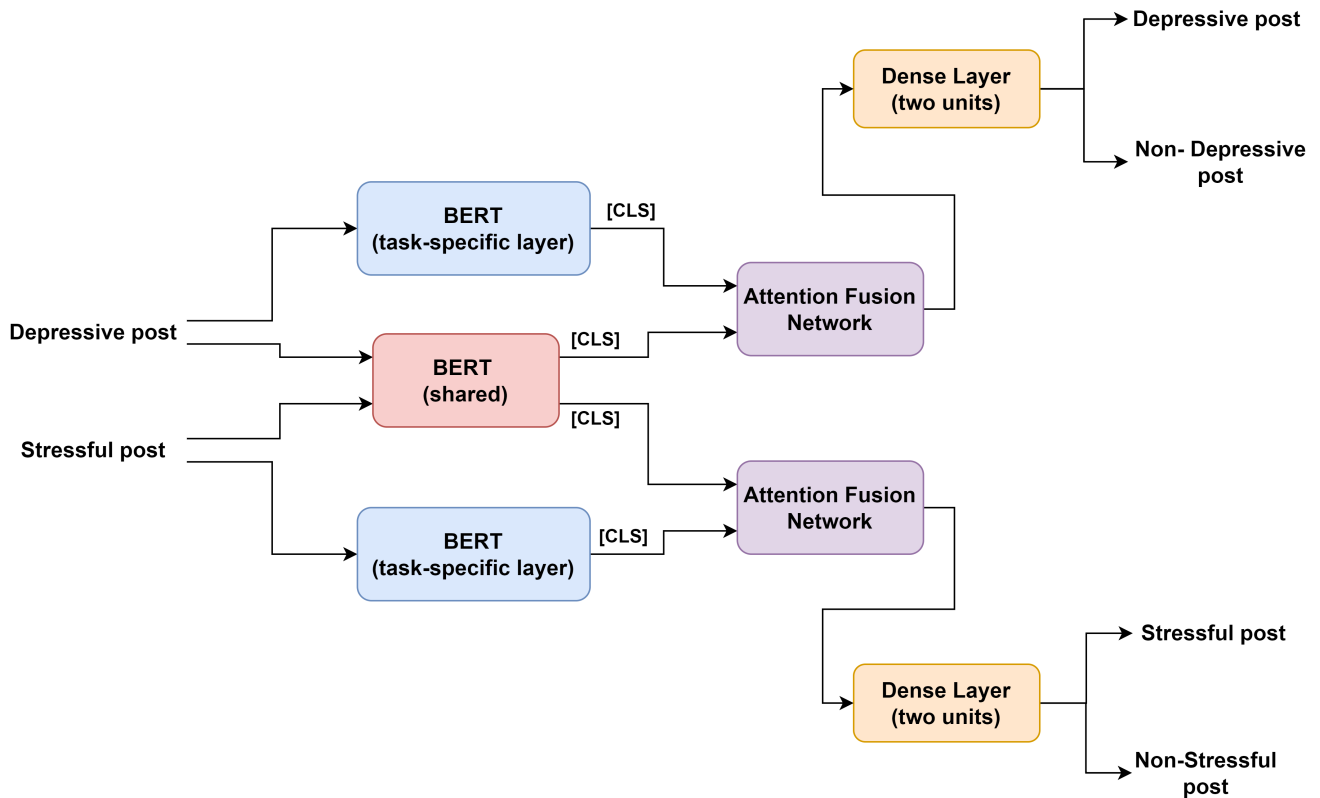 Depressive post
Dense Layer
(two units)
Non- Depressive
post
BERT
(task-specific layer)
[CLS]
Attention Fusion
Network
Depressive post
BERT
(shared)
[CLS]
[CLS]
Stressful post
Attention Fusion
Network
BERT
(task-specific layer)
[CLS]
Stressful post
Dense Layer
(two units)
Non-Stressful
post